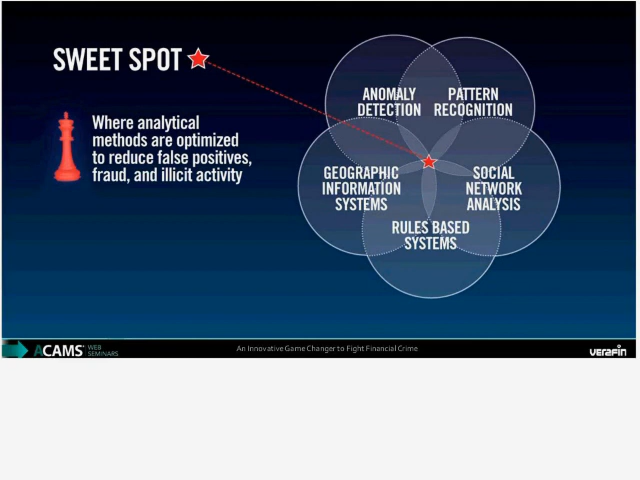 SWEET SPOT
Where analytical
methods are optimized
to reduce false positives,
fraud, and illicit activity
ANOMALY
DETECTION
PATTERN
RECOGNITION
GEOGRAPHIC
INFORMATION
SYSTEMS
SOCIAL
NETWORK
ANALYSIS
RULES BASED
SYSTEMS
ACAMS WEB
SEMINARS
An Innovative Game Changer to Fight Financial Crime
verafin